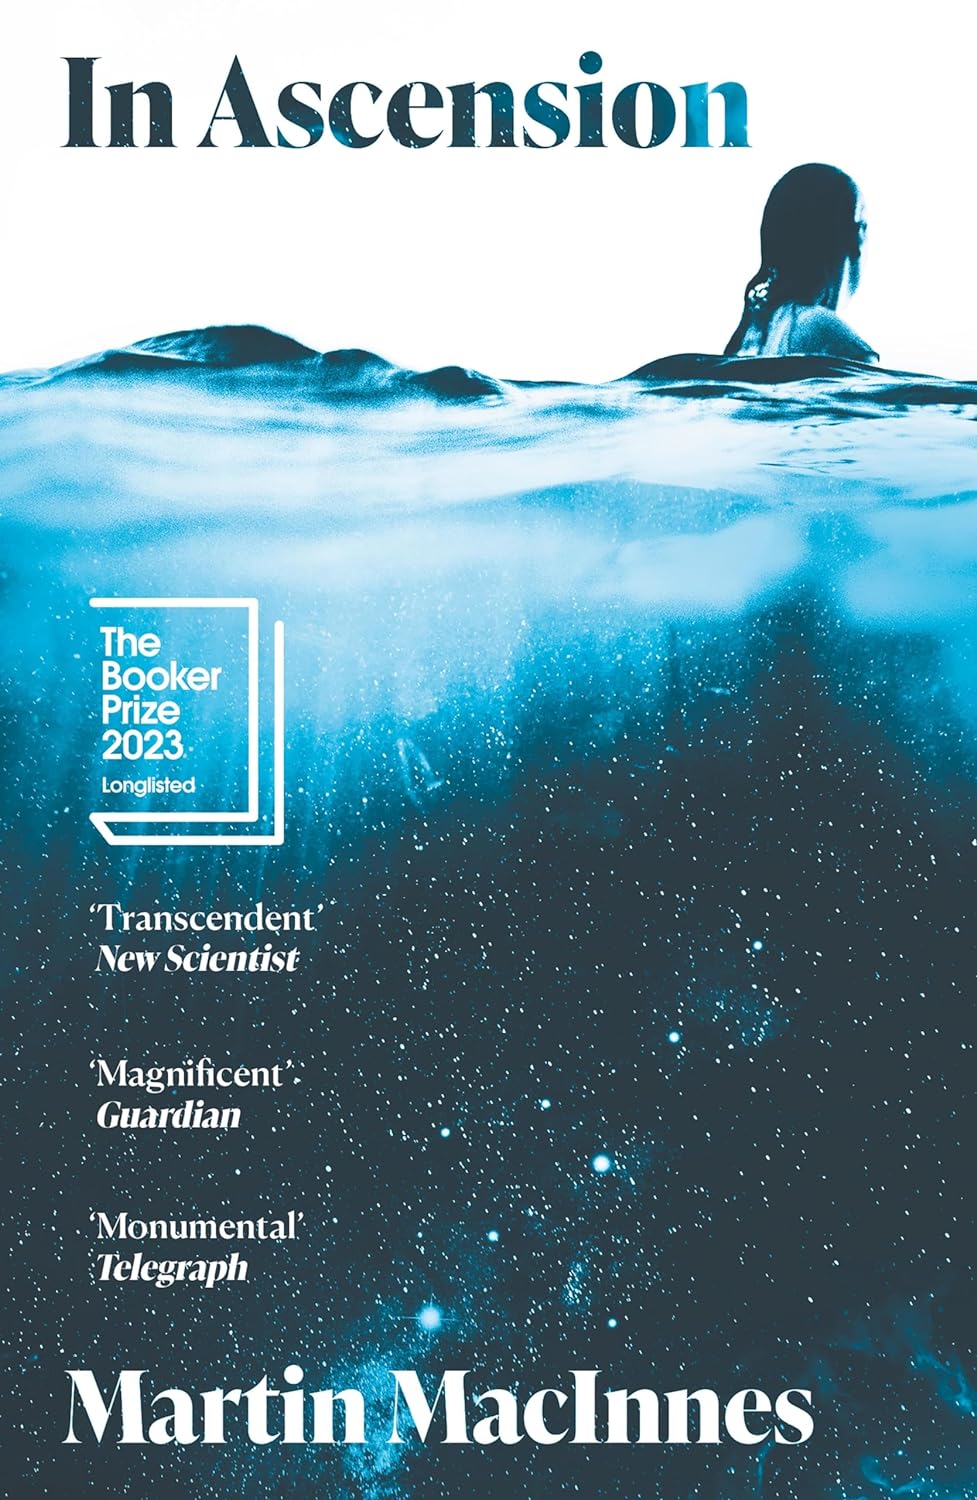 In Ascension
The
Booker
Prize
2023
Longlisted
‘Transcendent’
New Scientist
‘Magnificent’
Guardian
‘Monumental’
Telegraph
Martin MacInnes